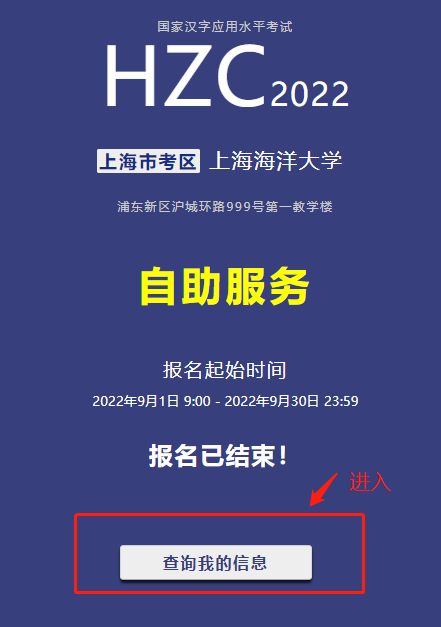 国家汉字应用水平考试
HZC2022
上海市考区 上海海洋大学
浦东新区沪城环路999号第一教学楼
自助服务
报名起始时间
2022年9月1日 9:00 - 2022年9月30日 23:59
报名已结束！
进入
查询我的信息